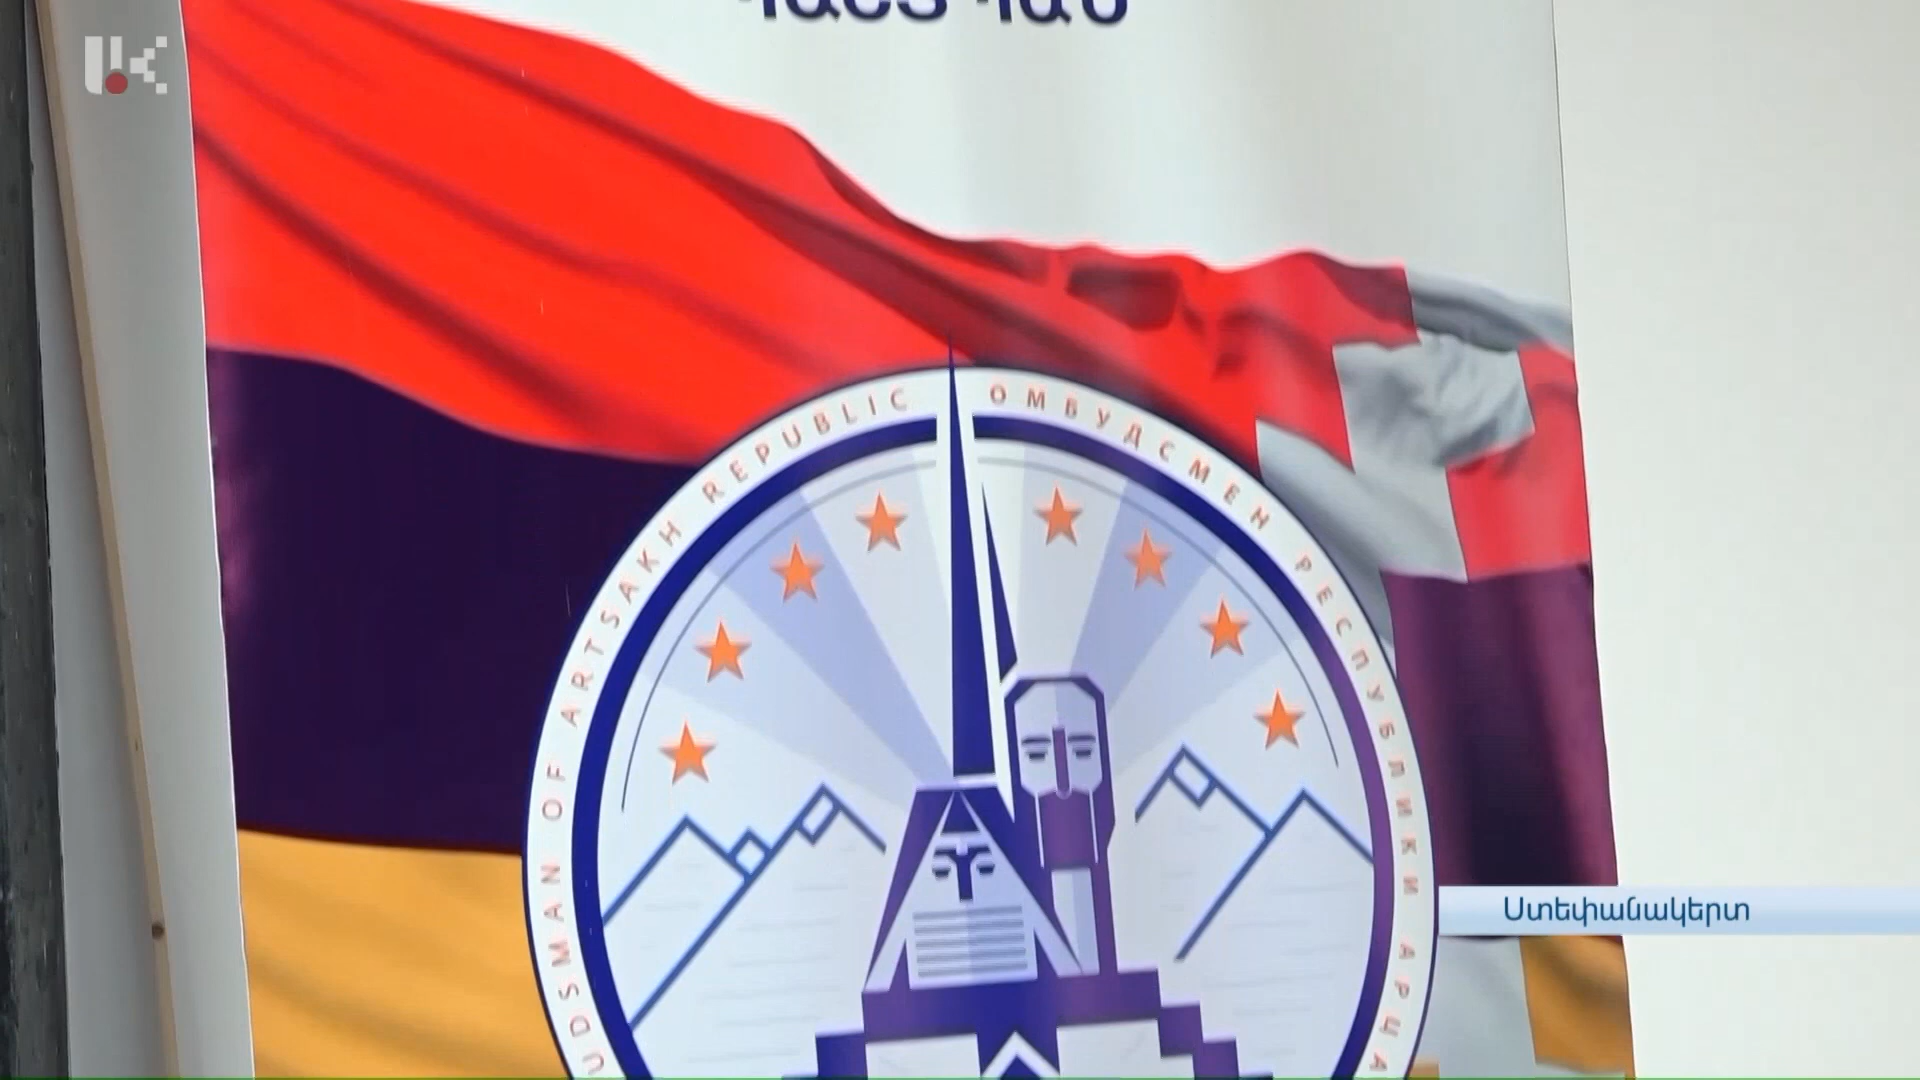 OMBUDSMAN OF ARTSAKH REPUBLIC
ОМБУДСМЕН РЕСПУБЛИКИ АРЦА
Ստեփանակերտ